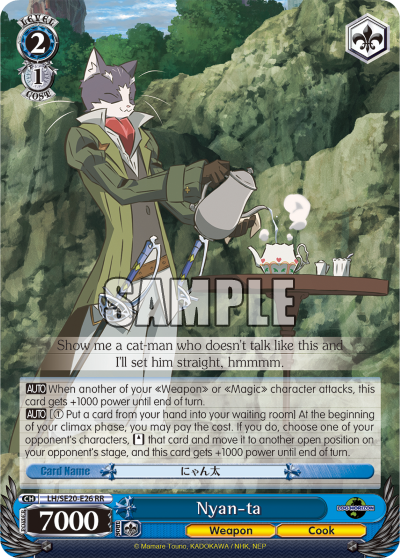 LEVEL
2
1
COST
SAMPLE
Show me a cat-man who doesn't talk like this and
I'll set him straight, hmmmm.
AUTO When another of your «Weapon» or «Magic» character attacks, this
card gets +1000 power until end of turn.
AUTO [① Put a card from your hand into your waiting room] At the beginning
of your climax phase, you may pay the cost. If you do, choose one of your
opponent's characters, that card and move it to another open position
on your opponent's stage, and this card gets +1000 power until end of turn.
Card Name にゃん太
CH LH/SE20-E26 RR
Nyan-ta
POWER 7000
Weapon Cook
© Mamare Touno, KADOKAWA / NHK, NEP